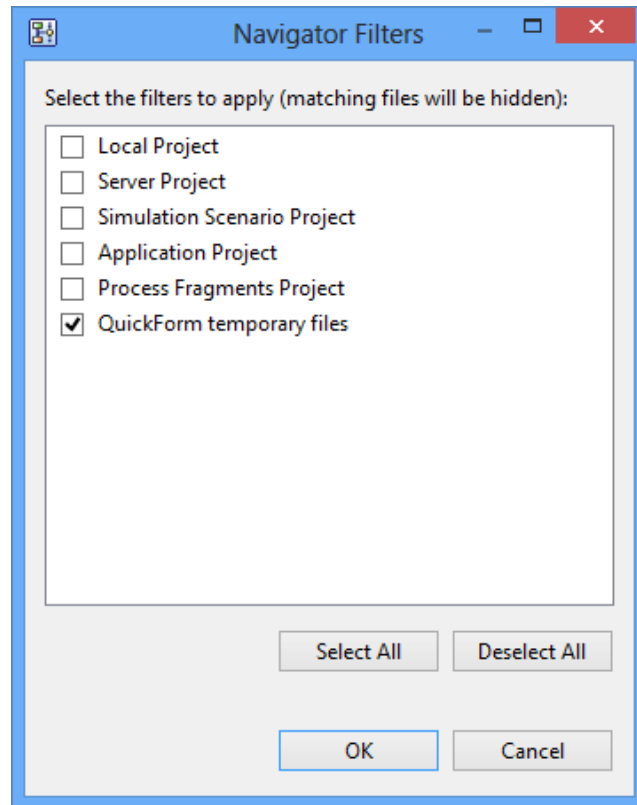 Navigator Filters
Select the filters to apply (matching files will be hidden):
Local Project
Server Project
Simulation Scenario Project
Application Project
Process Fragments Project
QuickForm temporary files
Select All Deselect All
OK Cancel